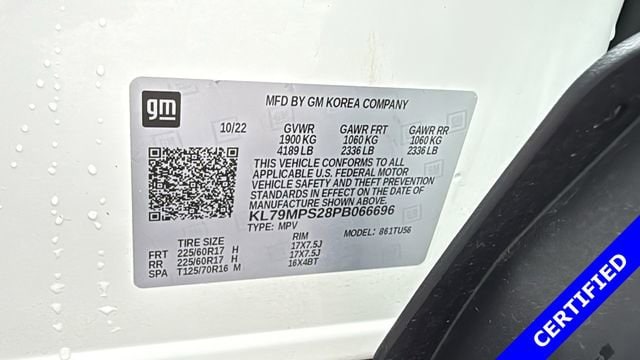 gm
MFD BY GM KOREA COMPANY
10/22 GVWR GAWR FRT GAWR RR
1900 KG 1060 KG 1060 KG
4189 LB 2336 LB 2336 LB
THIS VEHICLE CONFORMS TO ALL
APPLICABLE U.S. FEDERAL MOTOR
VEHICLE SAFETY AND THEFT PREVENTION
STANDARDS IN EFFECT ON THE DATE OF
MANUFACTURE SHOWN ABOVE.
KL79MPS28PB066696
TYPE: MPV MODEL: 861TU56
TIRE SIZE RIM
FRT 225/60R17 H 17X7.5J
RR 225/60R17 H 17X7.5J
SPA T125/70R16 M 16X4BT
CERTIFIED